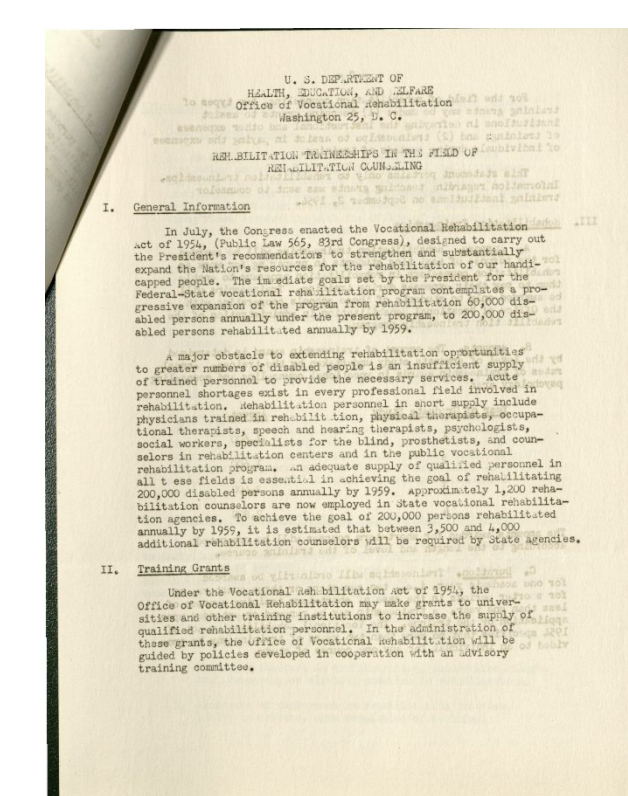 U. S. DEPARTMENT OF
HEALTH, EDUCATION, AND WELFARE
Office of Vocational Rehabilitation
Washington 25, D. C.
REHABILITATION TRAINEESHIPS IN THE FIELD OF
REHABILITATION COUNSELING
I. General Information
In July, the Congress enacted the Vocational Rehabilitation
Act of 1954, (Public Law 565, 83rd Congress), designed to carry out
the President's recommendations to strengthen and substantially
expand the Nation's resources for the rehabilitation of our handi-
capped people. The immediate goals set by the President for the
Federal-State vocational rehabilitation program contemplates a pro-
gressive expansion of the program from rehabilitation 60,000 dis-
abled persons annually under the present program, to 200,000 dis-
abled persons rehabilitated annually by 1959.
A major obstacle to extending rehabilitation opportunities
to greater numbers of disabled people is an insufficient supply
of trained personnel to provide the necessary services. Acute
personnel shortages exist in every professional field involved in
rehabilitation. Rehabilitation personnel in short supply include
physicians trained in rehabilitation, physical therapists, occupa-
tional therapists, speech and hearing therapists, psychologists,
social workers, specialists for the blind, prosthetists, and coun-
selors in rehabilitation centers and in the public vocational
rehabilitation program. An adequate supply of qualified personnel in
all these fields is essential in achieving the goal of rehabilitating
200,000 disabled persons annually by 1959. Approximately 1,200 reha-
bilitation counselors are now employed in State vocational rehabilita-
tion agencies. To achieve the goal of 200,000 persons rehabilitated
annually by 1959, it is estimated that between 3,500 and 4,000
additional rehabilitation counselors will be required by State agencies.
II. Training Grants
Under the Vocational Rehabilitation Act of 1954, the
Office of Vocational Rehabilitation may make grants to univer-
sities and other training institutions to increase the supply of
qualified rehabilitation personnel. In the administration of
these grants, the Office of Vocational Rehabilitation will be
guided by policies developed in cooperation with an advisory
training committee.